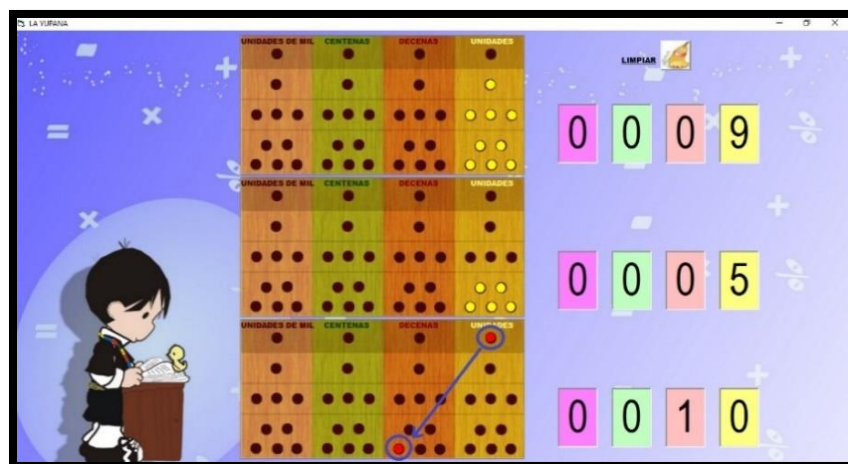 LA YUPANA
UNIDADES DE MIL CENTENAS DECENAS UNIDADES
LIMPIAR
0 0 0 9
UNIDADES DE MIL CENTENAS DECENAS UNIDADES
0 0 0 5
UNIDADES DE MIL CENTENAS DECENAS UNIDADES
0 0 1 0